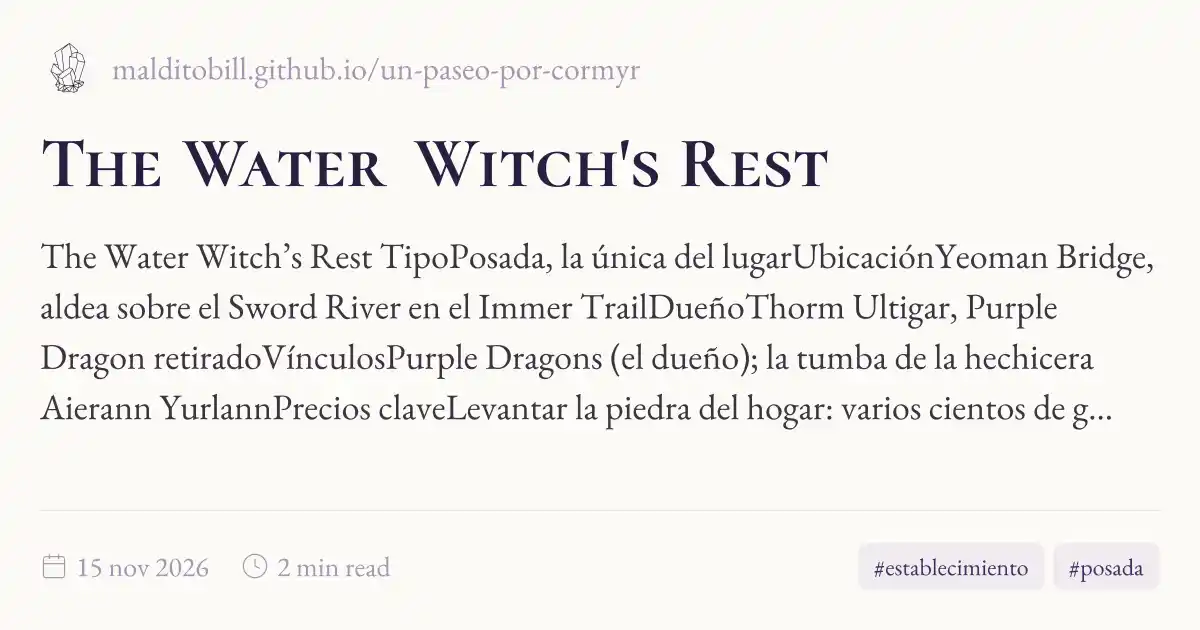 malditobill.github.io/un-paseo-por-cormyr
The Water Witch's Rest
The Water Witch’s Rest TipoPosada, la única del lugarUbicaciónYeoman Bridge,
aldea sobre el Sword River en el Immer TrailDueñoThorm Ultigar, Purple
Dragon retiradoVínculosPurple Dragons (el dueño); la tumba de la hechicera
Aierann YurlannPrecios claveLevantar la piedra del hogar: varios cientos de g...
15 nov 2026 2 min read #establecimiento #posada